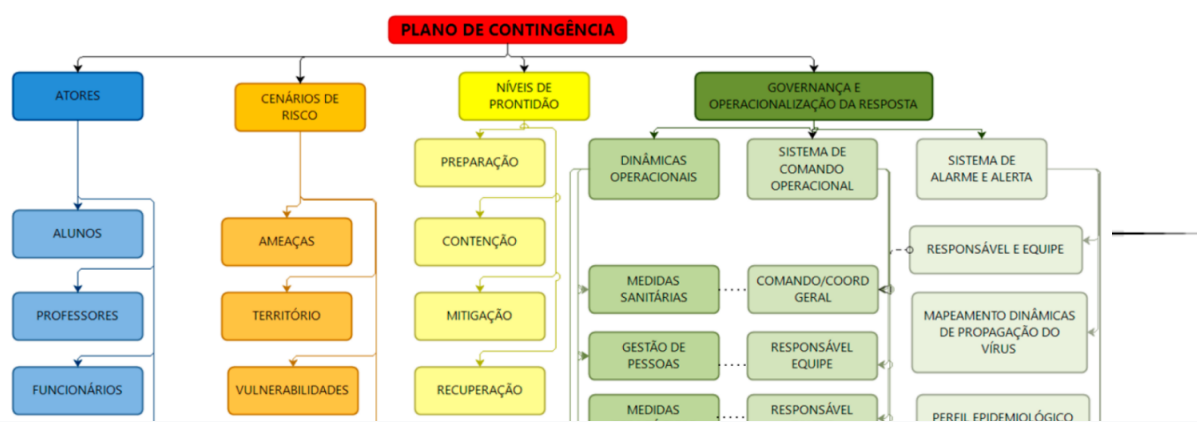 PLANO DE CONTINGÊNCIA
ATORES
CENÁRIOS DE
RISCO
NÍVEIS DE
PRONTIDÃO
GOVERNANÇA E
OPERACIONALIZAÇÃO DA RESPOSTA
PREPARAÇÃO
DINÂMICAS
OPERACIONAIS
SISTEMA DE
COMANDO
OPERACIONAL
SISTEMA DE
ALARME E ALERTA
ALUNOS
AMEAÇAS
CONTENÇÃO
RESPONSÁVEL E EQUIPE
MEDIDAS
SANITÁRIAS
COMANDO/COORD
GERAL
PROFESSORES
TERRITÓRIO
MITIGAÇÃO
MAPEAMENTO DINÂMICAS
DE PROPAGAÇÃO DO
VÍRUS
GESTÃO DE
PESSOAS
RESPONSÁVEL
EQUIPE
FUNCIONÁRIOS
VULNERABILIDADES
RECUPERAÇÃO
MEDIDAS
RESPONSÁVEL
PERFIL EPIDEMIOLÓGICO